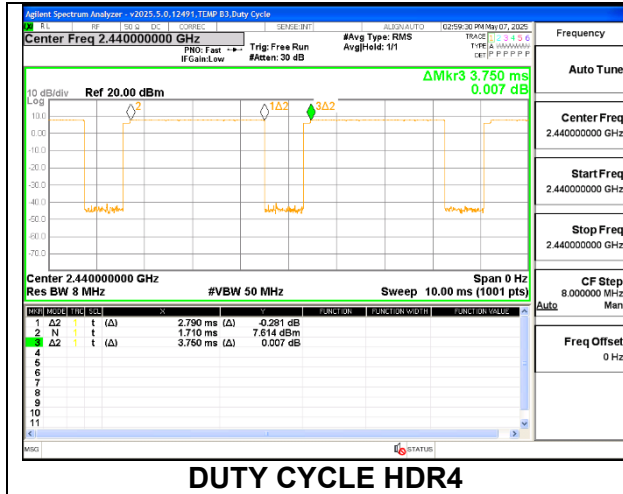 Agilent Spectrum Analyzer - v2025.5.0,12491,TEMP B3,Duty Cycle
RL RF 50 Ω DC CORREC SENSE:INT ALIGN AUTO 02:59:30 PM May 07, 2025
Center Freq 2.440000000 GHz
PNO: Fast
IFGain:Low
Trig: Free Run
#Atten: 30 dB
#Avg Type: RMS
Avg|Hold: 1/1
TRACE 1 2 3 4 5 6
TYPE A WWWWW
DET P P P P P P
ΔMkr3 3.750 ms
0.007 dB
10 dB/div Ref 20.00 dBm
Log
2 1Δ2 3Δ2
10.0
0.00
-10.0
-20.0
-30.0
-40.0
-50.0
-60.0
-70.0
Center 2.440000000 GHz Span 0 Hz
Res BW 8 MHz #VBW 50 MHz Sweep 10.00 ms (1001 pts)
MKR MODE TRC SCL X Y FUNCTION FUNCTION WIDTH FUNCTION VALUE
1 Δ2 1 t (Δ) 2.790 ms (Δ) -0.281 dB
2 N 1 t 1.710 ms 7.614 dBm
3 Δ2 1 t (Δ) 3.750 ms (Δ) 0.007 dB
4
5
6
7
8
9
10
11
MSG STATUS
Frequency
Auto Tune
Center Freq
2.440000000 GHz
Start Freq
2.440000000 GHz
Stop Freq
2.440000000 GHz
CF Step
8.000000 MHz
Auto Man
Freq Offset
0 Hz
DUTY CYCLE HDR4